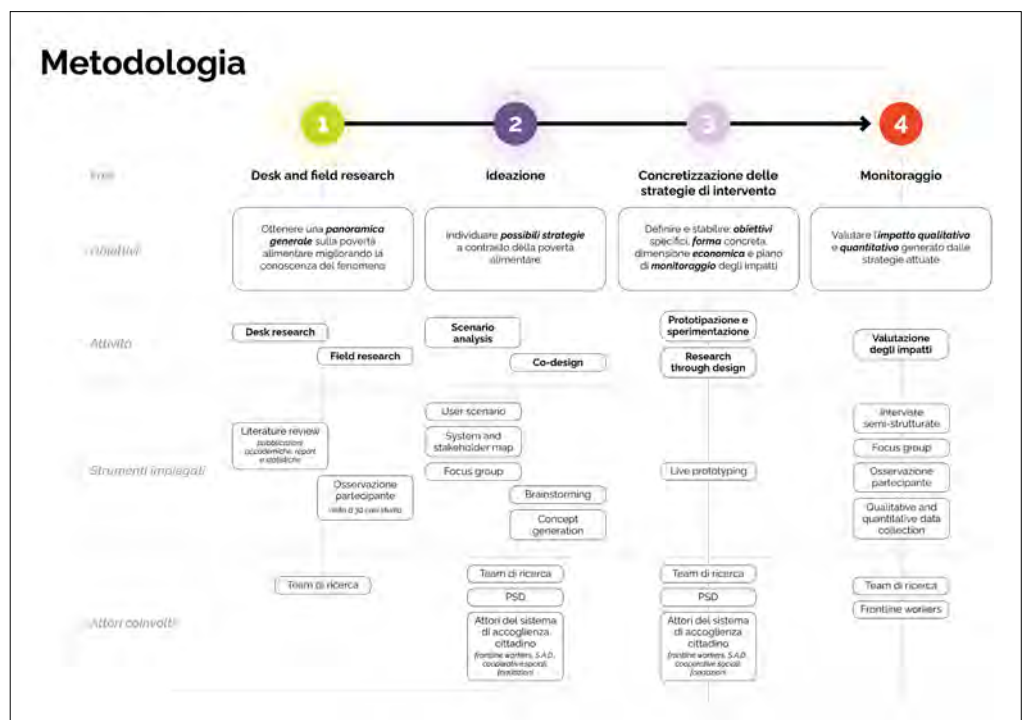 Metodologia
1
2
3
4
Fasi
Desk and field research
Ideazione
Concretizzazione delle
strategie di intervento
Monitoraggio
Obiettivi
Ottenere una panoramica
generale sulla povertà
alimentare migliorando la
conoscenza del fenomeno
Individuare possibili strategie
a contrasto della povertà
alimentare
Definire e stabilire: obiettivi
specifici, forma concreta,
dimensione economica e piano
di monitoraggio degli impatti
Valutare l'impatto qualitativo
e quantitativo generato dalle
strategie attuate
Attività
Desk research
Field research
Scenario
analysis
Co-design
Prototipazione e
sperimentazione
Research
through design
Valutazione
degli impatti
Strumenti impiegati
Literature review
pubblicazioni
accademiche, report
e statistiche
Osservazione
partecipante
visita a 30 casi studio
User scenario
System and
stakeholder map
Focus group
Brainstorming
Concept
generation
Live prototyping
Interviste
semi-strutturate
Focus group
Osservazione
partecipante
Qualitative and
quantitative data
collection
Attori coinvolti
Team di ricerca
Team di ricerca
PSD
Attori del sistema
di accoglienza
cittadino
frontline workers, S.A.D.,
cooperative sociali,
fondazioni
Team di ricerca
PSD
Attori del sistema
di accoglienza
cittadino
frontline workers, S.A.D.,
cooperative sociali,
fondazioni
Team di ricerca
Frontline workers